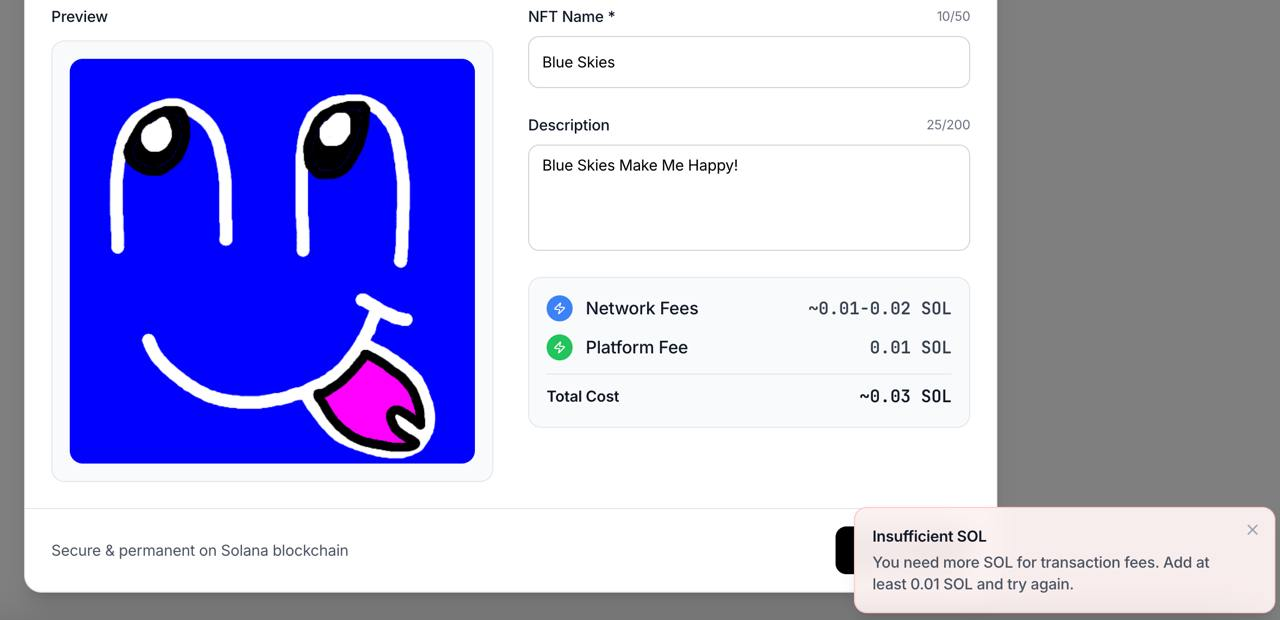 Preview
NFT Name *
10/50
Blue Skies
Description
25/200
Blue Skies Make Me Happy!
Network Fees
~0.01-0.02 SOL
Platform Fee
0.01 SOL
Total Cost
~0.03 SOL
Secure & permanent on Solana blockchain
Insufficient SOL
You need more SOL for transaction fees. Add at
least 0.01 SOL and try again.